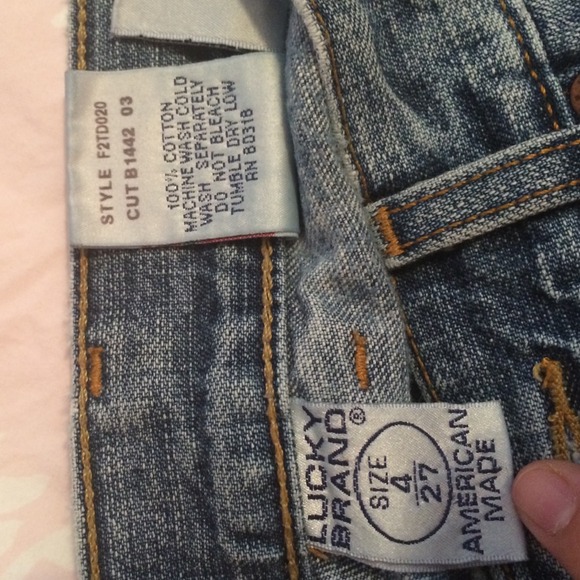 STYLE F2TD020
CUT B1442 03
100% COTTON
MACHINE WASH COLD
WASH SEPARATELY
DO NOT BLEACH
TUMBLE DRY LOW
RN 80318
LUCKY
BRAND®
SIZE
4
27
AMERICAN
MADE